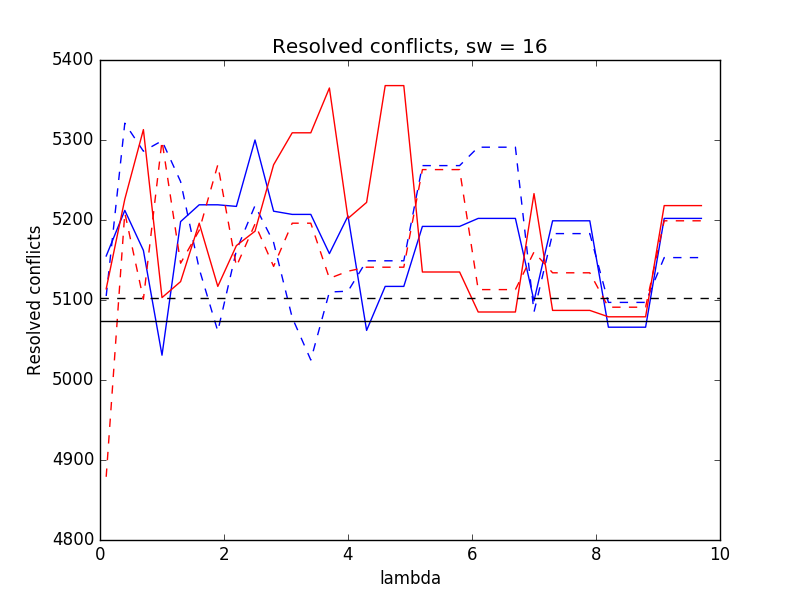 Resolved conflicts, sw = 16
5400
5300
5200
5100
5000
4900
4800
Resolved conflicts
0 2 4 6 8 10
lambda